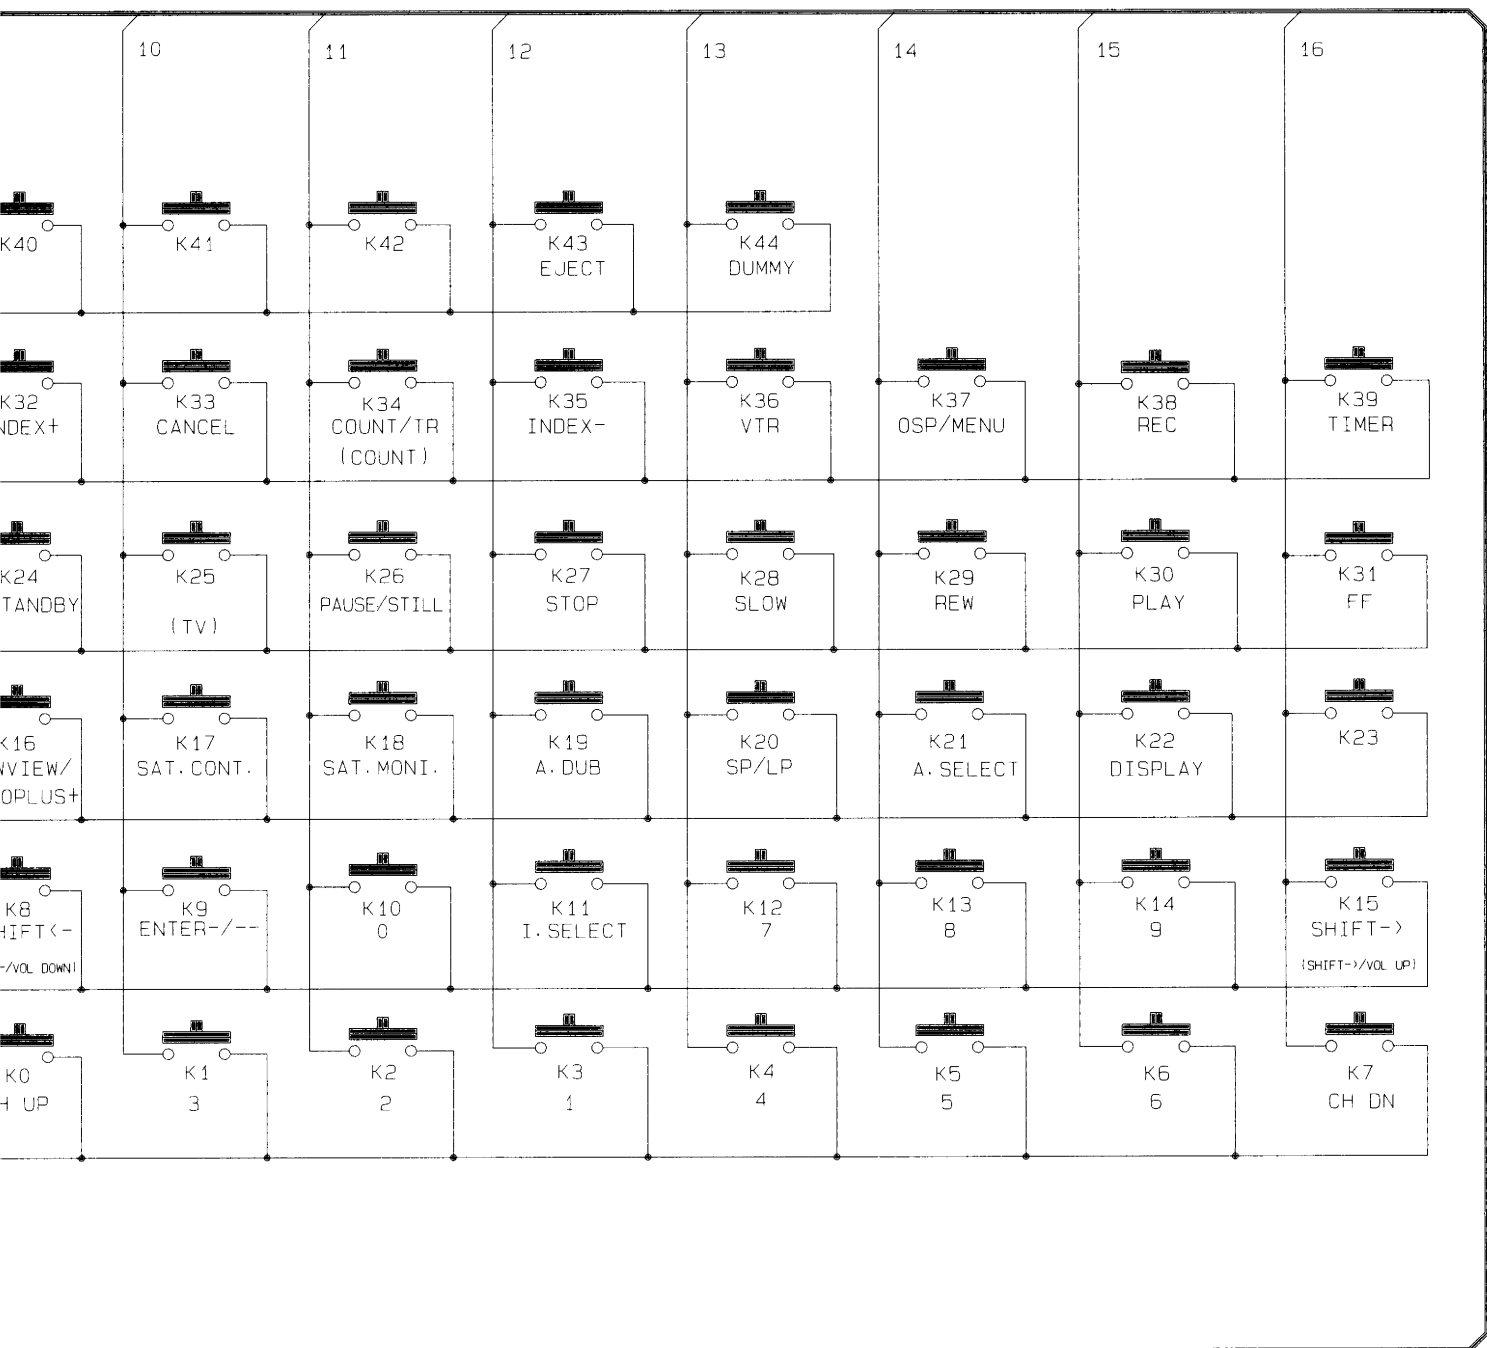 10 11 12 13 14 15 16
K40 K41 K42 K43 K44
EJECT DUMMY
K32 K33 K34 K35 K36 K37 K38 K39
NDEX+ CANCEL COUNT/TR INDEX- VTR OSP/MENU REC TIMER
(COUNT)
K24 K25 K26 K27 K28 K29 K30 K31
TANDBY PAUSE/STILL STOP SLOW REW PLAY FF
(TV)
K16 K17 K18 K19 K20 K21 K22 K23
WVIEW/ SAT.CONT. SAT.MONI. A.DUB SP/LP A.SELECT DISPLAY
OPLUS+
K8 K9 K10 K11 K12 K13 K14 K15
HIFT<- ENTER-/-- 0 I.SELECT 7 8 9 SHIFT->
-/VOL DOWN) (SHIFT->/VOL UP)
K0 K1 K2 K3 K4 K5 K6 K7
H UP 3 2 1 4 5 6 CH DN